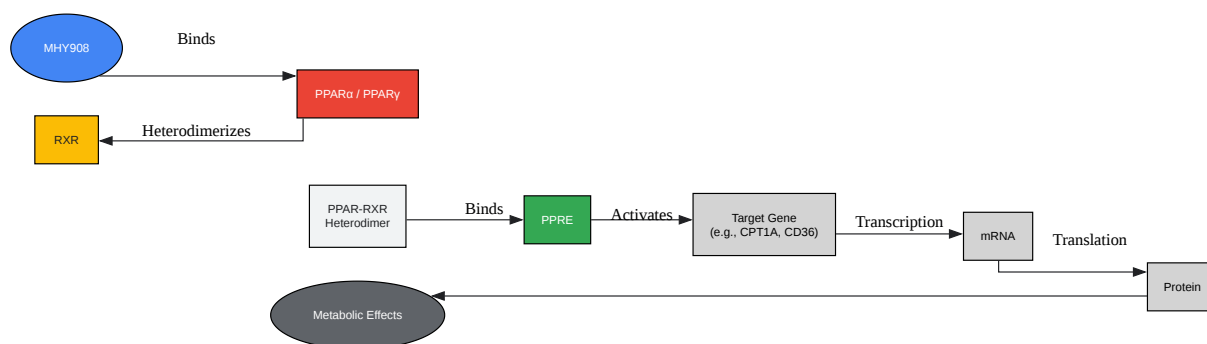 MHY908
Binds
PPARα / PPARγ
RXR
Heterodimerizes
PPAR-RXR
Heterodimer
Binds
PPRE
Activates
Target Gene
(e.g., CPT1A, CD36)
Transcription
mRNA
Translation
Protein
Metabolic Effects